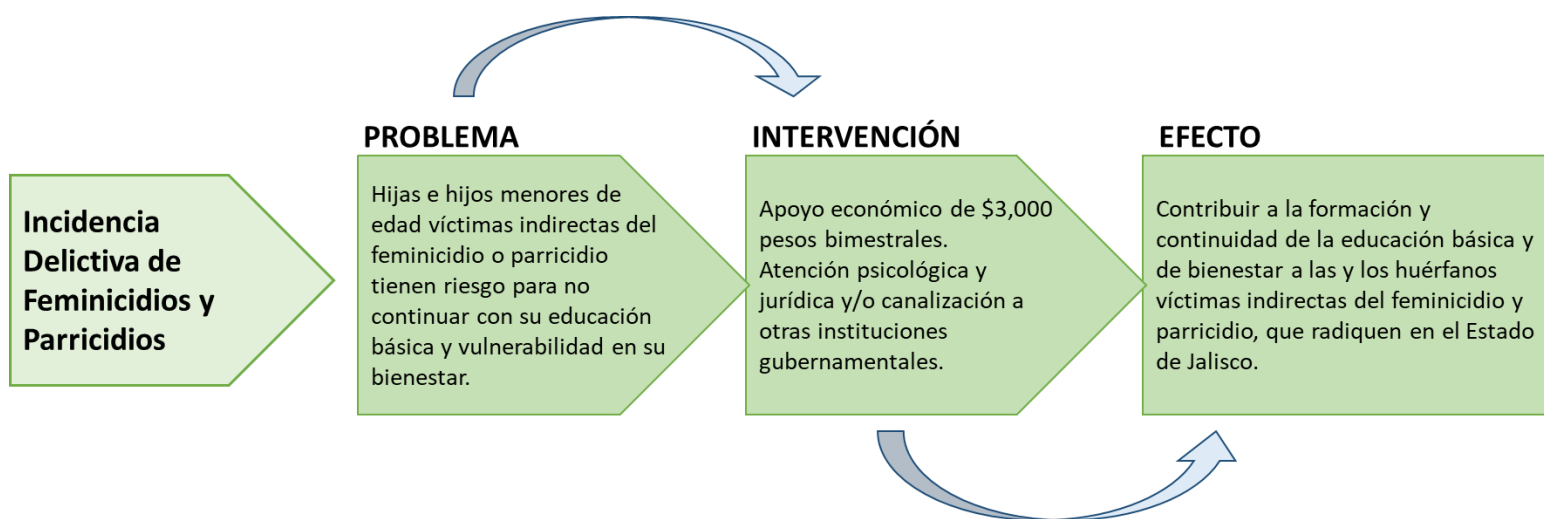 Incidencia
Delictiva de
Feminicidios y
Parricidios
PROBLEMA
Hijas e hijos menores de
edad víctimas indirectas del
feminicidio o parricidio
tienen riesgo para no
continuar con su educación
básica y vulnerabilidad en su
bienestar.
INTERVENCIÓN
Apoyo económico de $3,000
pesos bimestrales.
Atención psicológica y
jurídica y/o canalización a
otras instituciones
gubernamentales.
EFECTO
Contribuir a la formación y
continuidad de la educación básica y
de bienestar a las y los huérfanos
víctimas indirectas del feminicidio y
parricidio, que radiquen en el Estado
de Jalisco.